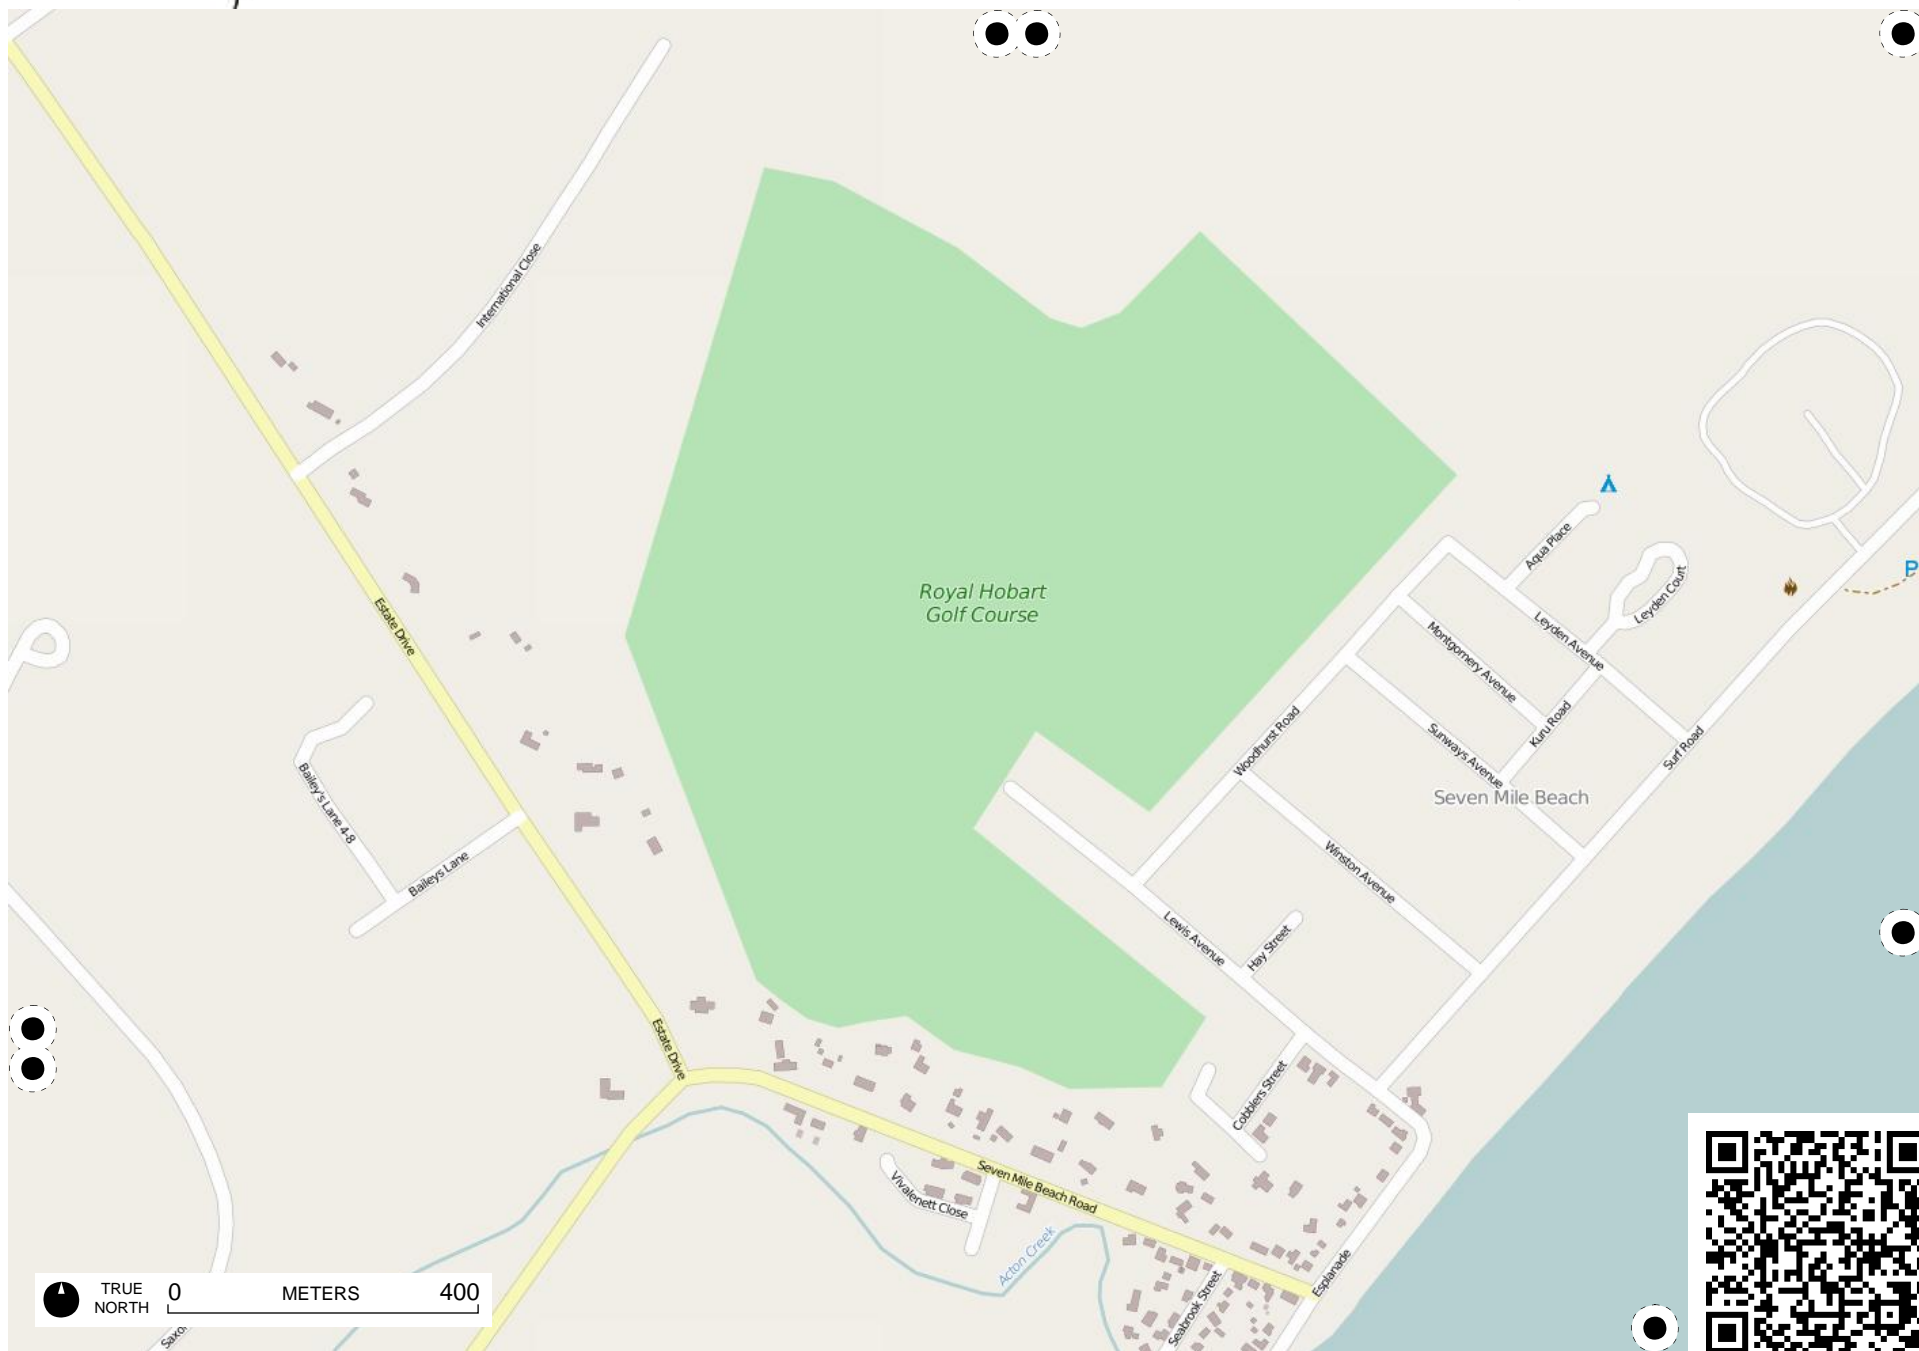 International Close
Estate Drive
Royal Hobart
Golf Course
Aqua Place
Leyden Court
P
Leyden Avenue
Montgomery Avenue
Kuru Road
Sunways Avenue
Woodhurst Road
Surf Road
Seven Mile Beach
Bailey's Lane 4-8
Baileys Lane
Winston Avenue
Lewis Avenue
Hay Street
Estate Drive
Cobblers Street
Vivalenett Close
Seven Mile Beach Road
Acton Creek
Esplanade
Seabrook Street
TRUE
NORTH
0 METERS 400